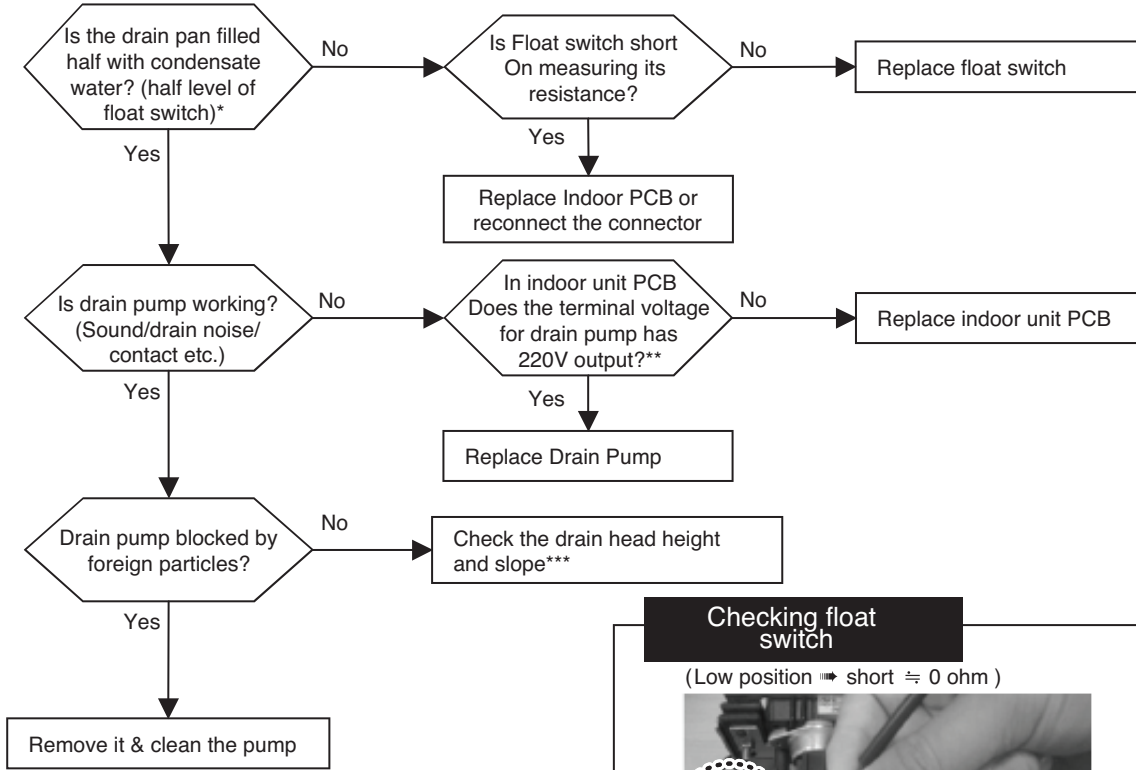 Is the drain pan filled
half with condensate
water? (half level of
float switch)*
No
Is Float switch short
On measuring its
resistance?
No
Replace float switch
Yes
Yes
Replace Indoor PCB or
reconnect the connector
Is drain pump working?
(Sound/drain noise/
contact etc.)
No
In indoor unit PCB
Does the terminal voltage
for drain pump has
220V output?**
No
Replace indoor unit PCB
Yes
Yes
Replace Drain Pump
Drain pump blocked by
foreign particles?
No
Check the drain head height
and slope***
Yes
Remove it & clean the pump
Checking float
switch
(Low position ➠ short ≒ 0 ohm )